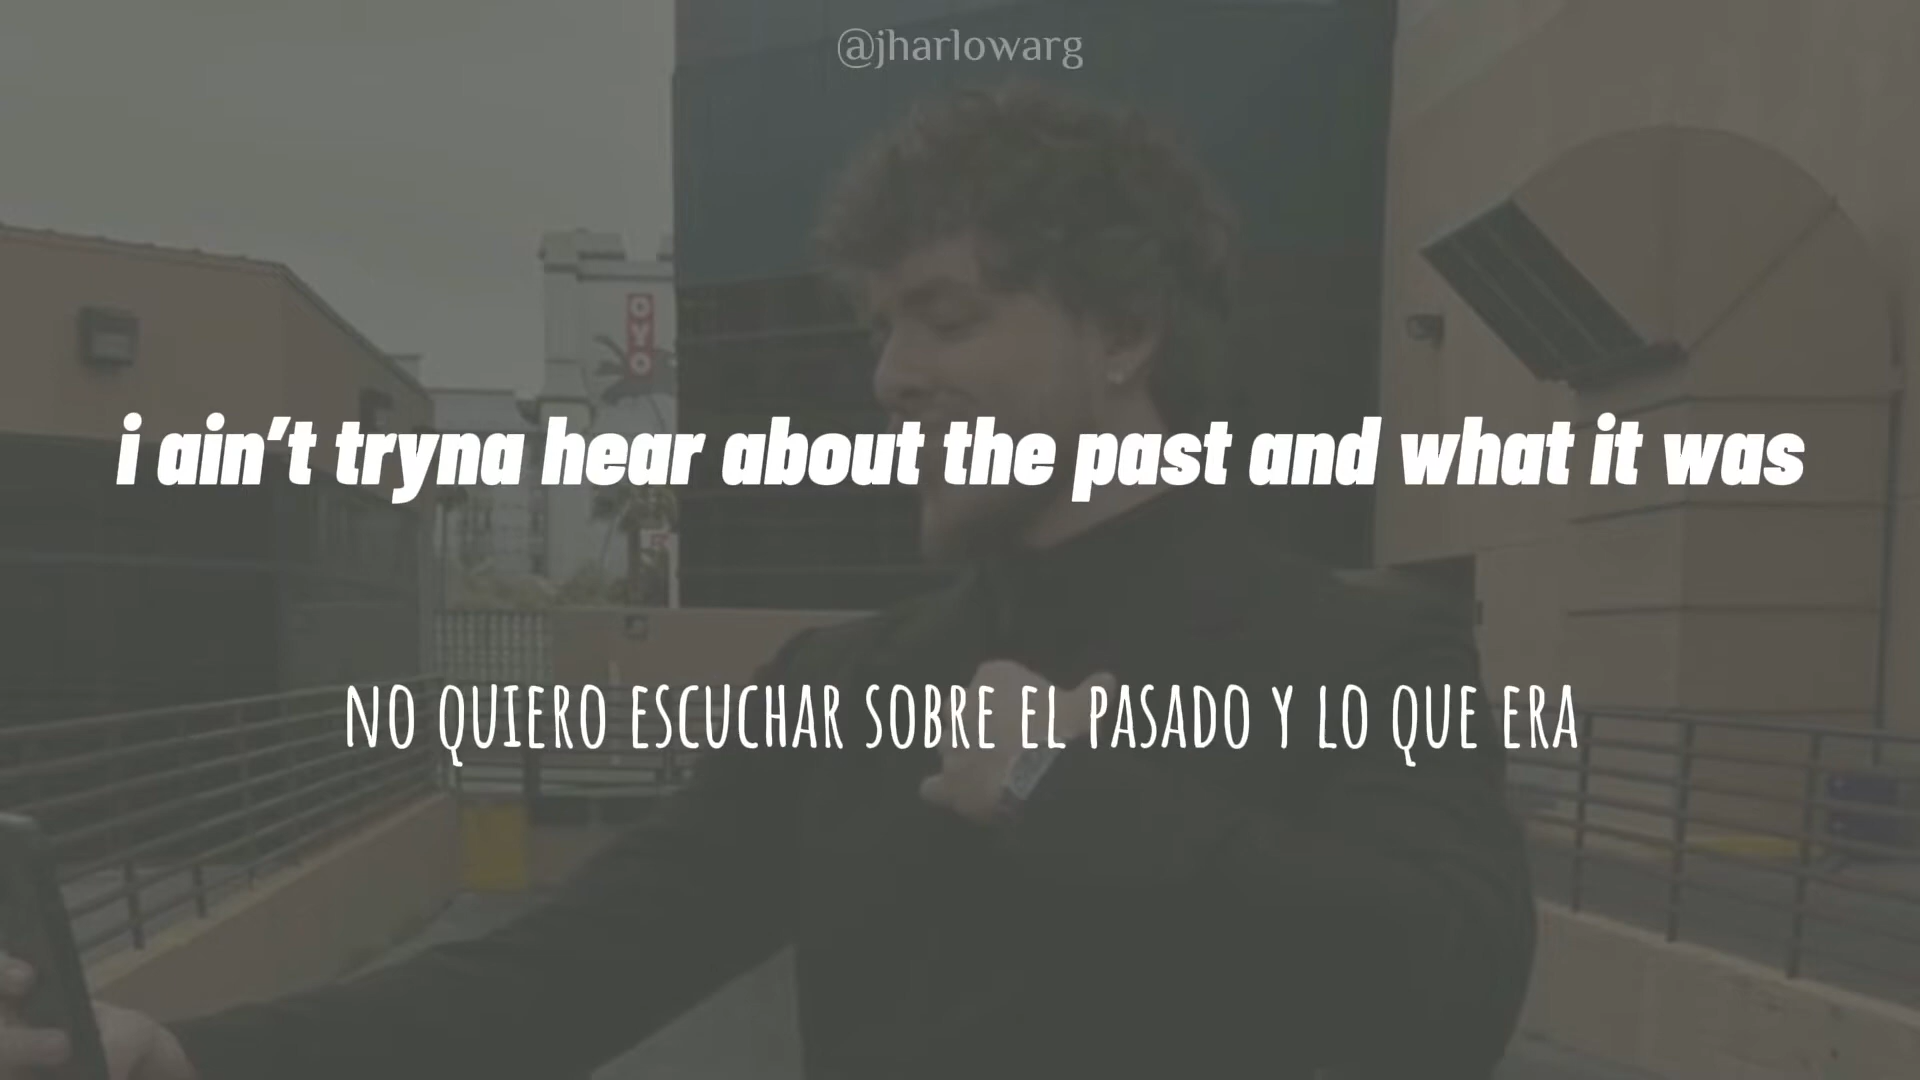 @jharlowarg
OYO
i ain’t tryna hear about the past and what it was
NO QUIERO ESCUCHAR SOBRE EL PASADO Y LO QUE ERA